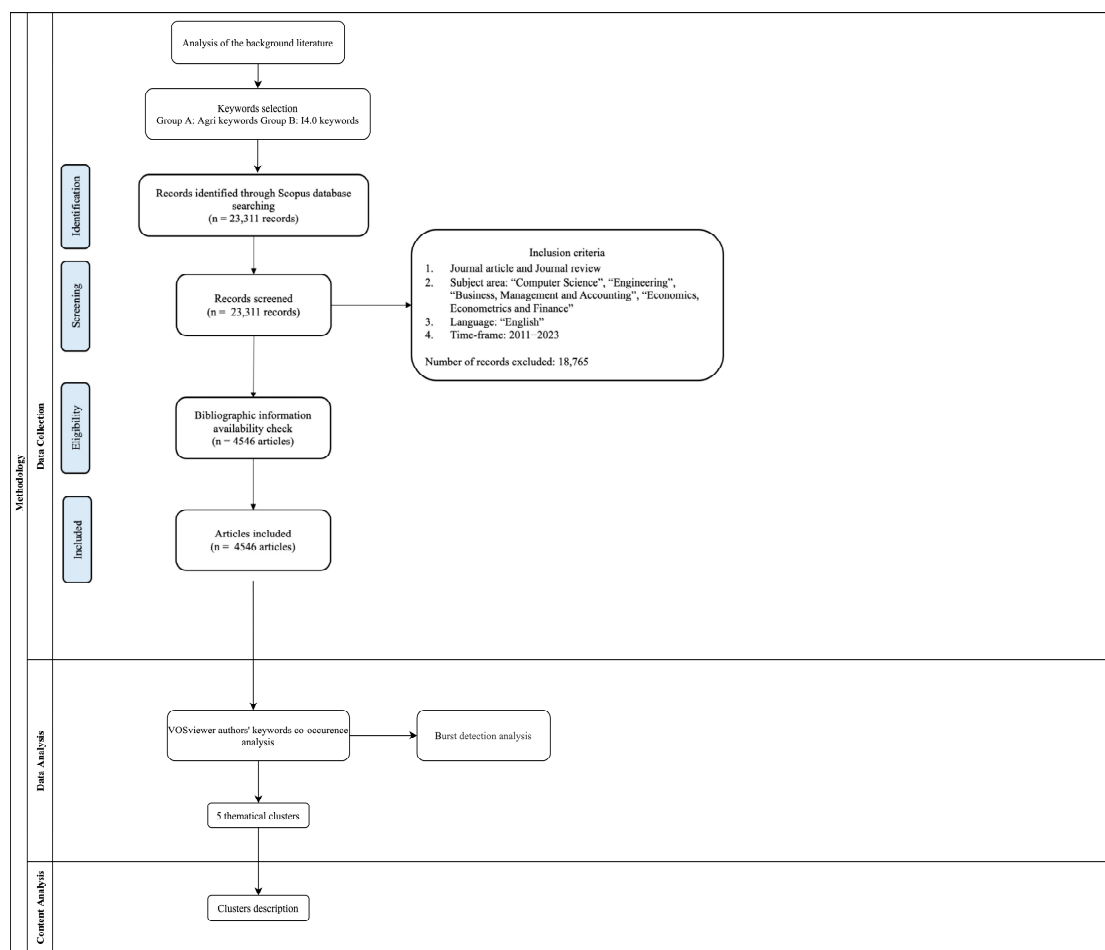 Analysis of the background literature
Keywords selection
Group A: Agri keywords Group B: I4.0 keywords
Identification
Records identified through Scopus database
searching
(n = 23,311 records)
Screening
Records screened
(n = 23,311 records)
Inclusion criteria
1. Journal article and Journal review
2. Subject area: “Computer Science”, “Engineering”,
“Business, Management and Accounting”, “Economics,
Econometrics and Finance”
3. Language: “English”
4. Time-frame: 2011–2023
Number of records excluded: 18,765
Eligibility
Bibliographic information
availability check
(n = 4546 articles)
Included
Articles included
(n = 4546 articles)
Methodology
Data Collection
VOSviewer authors' keywords co-occurence
analysis
Burst detection analysis
5 thematical clusters
Data Analysis
Clusters description
Content Analysis